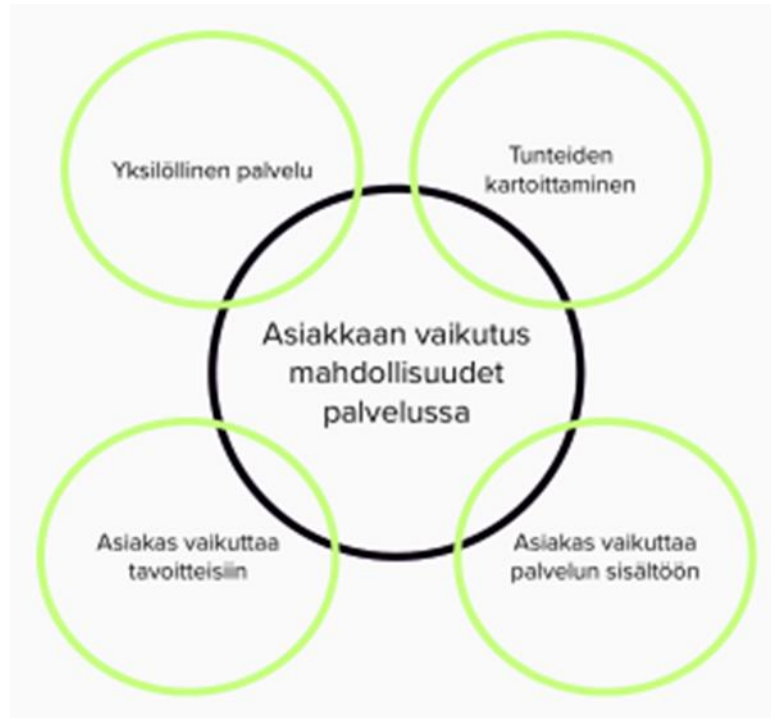 Yksilöllinen palvelu
Tunteiden
kartoittaminen
Asiakkaan vaikutus
mahdollisuudet
palvelussa
Asiakas vaikuttaa
tavoitteisiin
Asiakas vaikuttaa
palvelun sisältöön